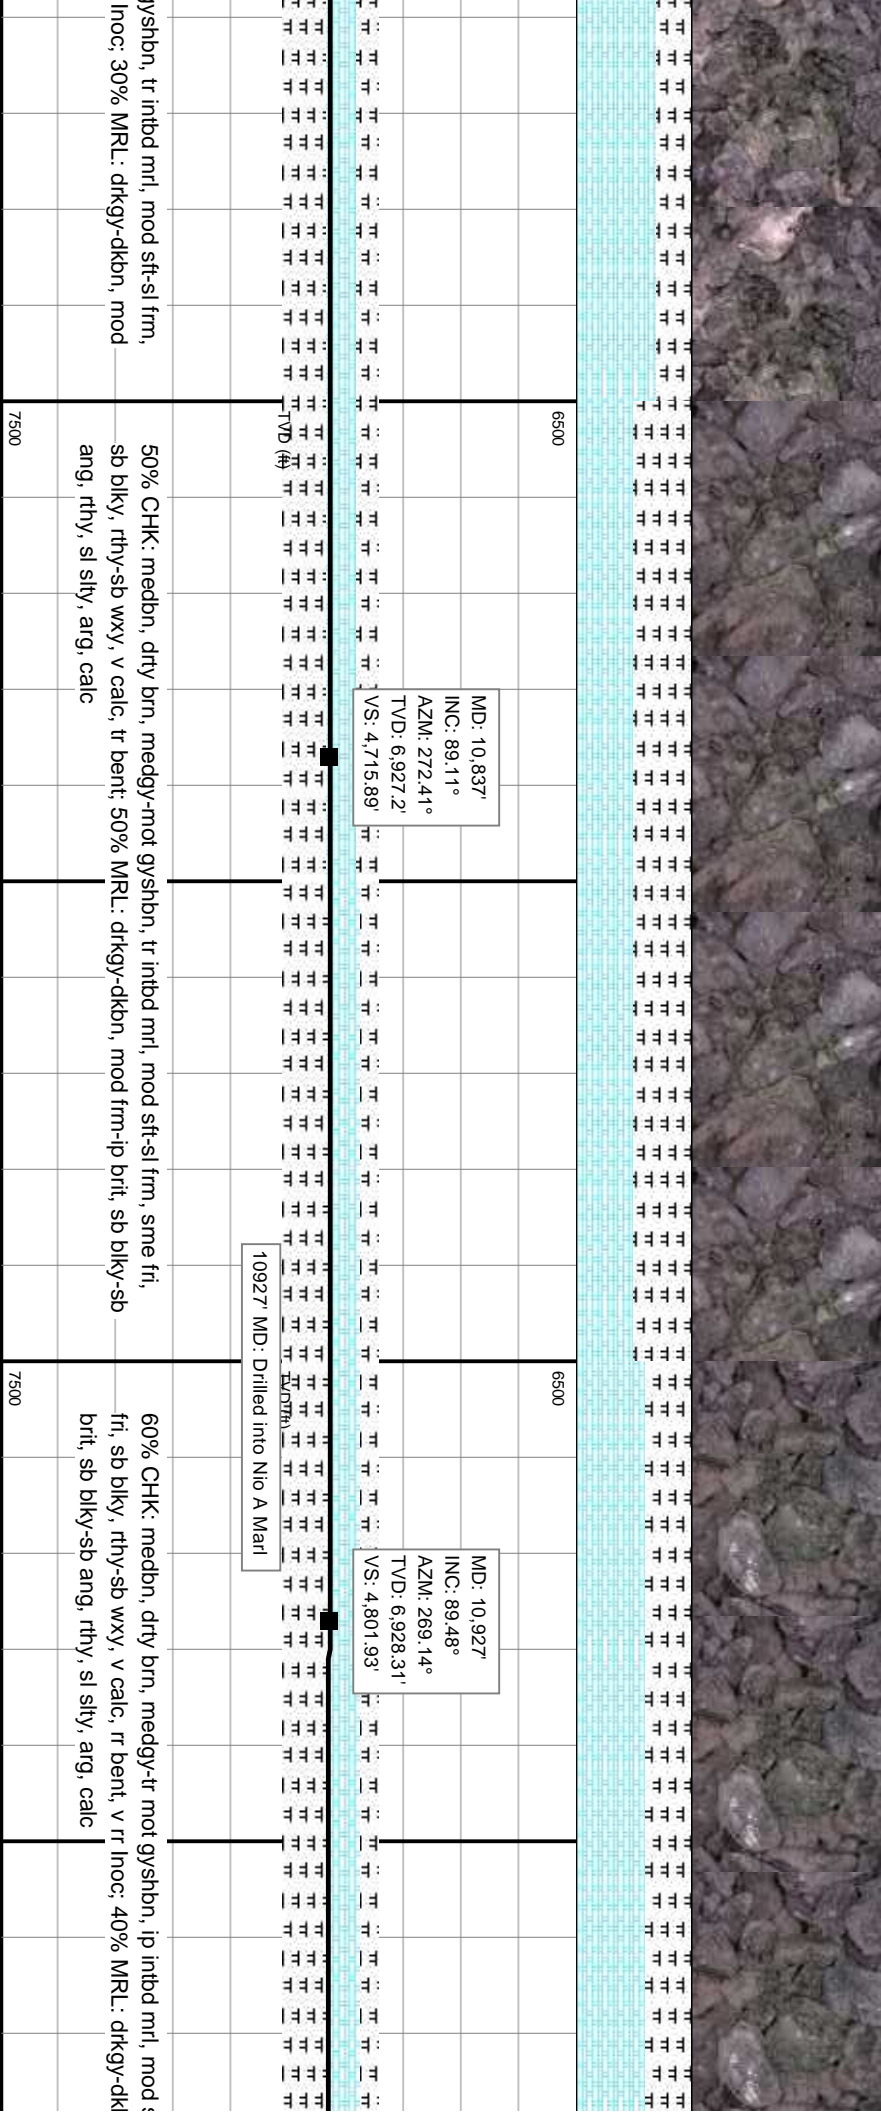 gyshbn, tr intbd mrl, mod sft-sl frm,
Inoc; 30% MRL: drkgy-dkbn, mod
6500
TVD (ft)
7500
50% CHK: medbn, drty brn, medgy-mot gyshbn, tr intbd mrl, mod sft-sl frm, sme fri,
sb blky, rthy-sb wxy, v calc, tr bent; 50% MRL: drkgy-dkbn, mod frm-ip brit, sb blky-sb
ang, rthy, sl slty, arg, calc
MD: 10,837'
INC: 89.11°
AZM: 272.41°
TVD: 6,927.2'
VS: 4,715.89'
10927' MD: Drilled into Nio A Marl
6500
TVD (ft)
7500
MD: 10,927'
INC: 89.48°
AZM: 269.14°
TVD: 6,928.31'
VS: 4,801.93'
60% CHK: medbn, drty brn, medgy-tr mot gyshbn, ip intbd mrl, mod
fri, sb blky, rthy-sb wxy, v calc, rr bent, v rr Inoc; 40% MRL:
brit, sb blky-sb ang, rthy, sl slty, arg, calc